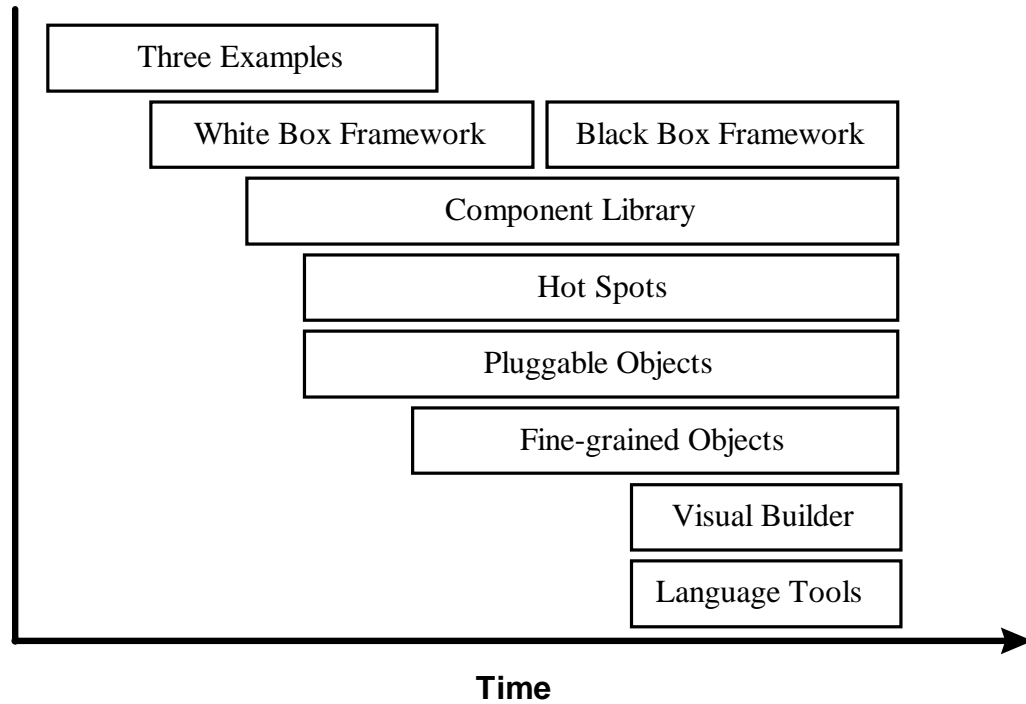 Three Examples
White Box Framework
Black Box Framework
Component Library
Hot Spots
Pluggable Objects
Fine-grained Objects
Visual Builder
Language Tools
Time